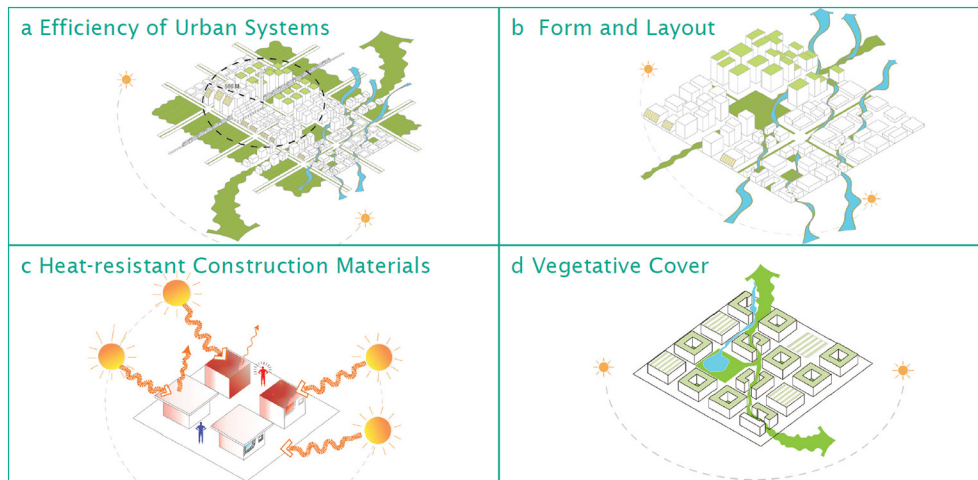 a Efficiency of Urban Systems
b Form and Layout
c Heat-resistant Construction Materials
d Vegetative Cover